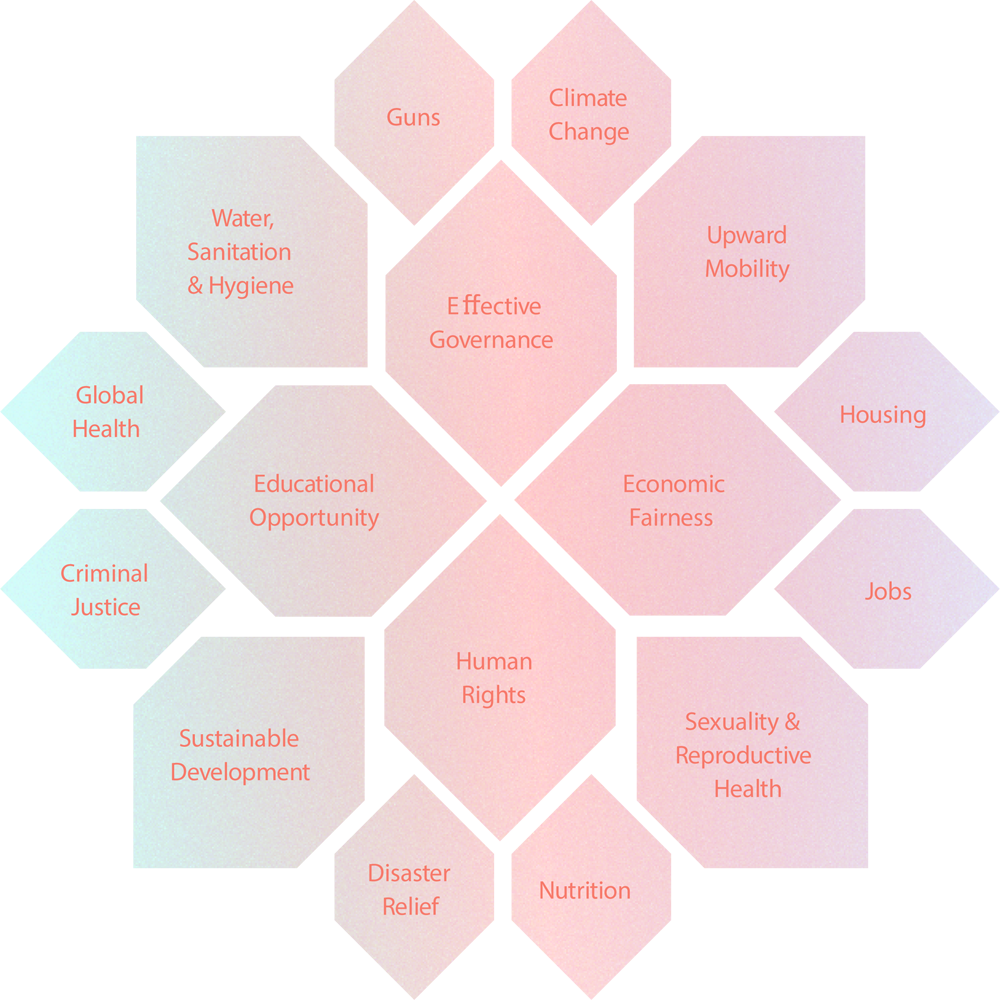 Guns
Climate
Change
Water,
Sanitation
& Hygiene
Upward
Mobility
Effective
Governance
Global
Health
Housing
Educational
Opportunity
Economic
Fairness
Criminal
Justice
Jobs
Human
Rights
Sustainable
Development
Sexuality &
Reproductive
Health
Disaster
Relief
Nutrition